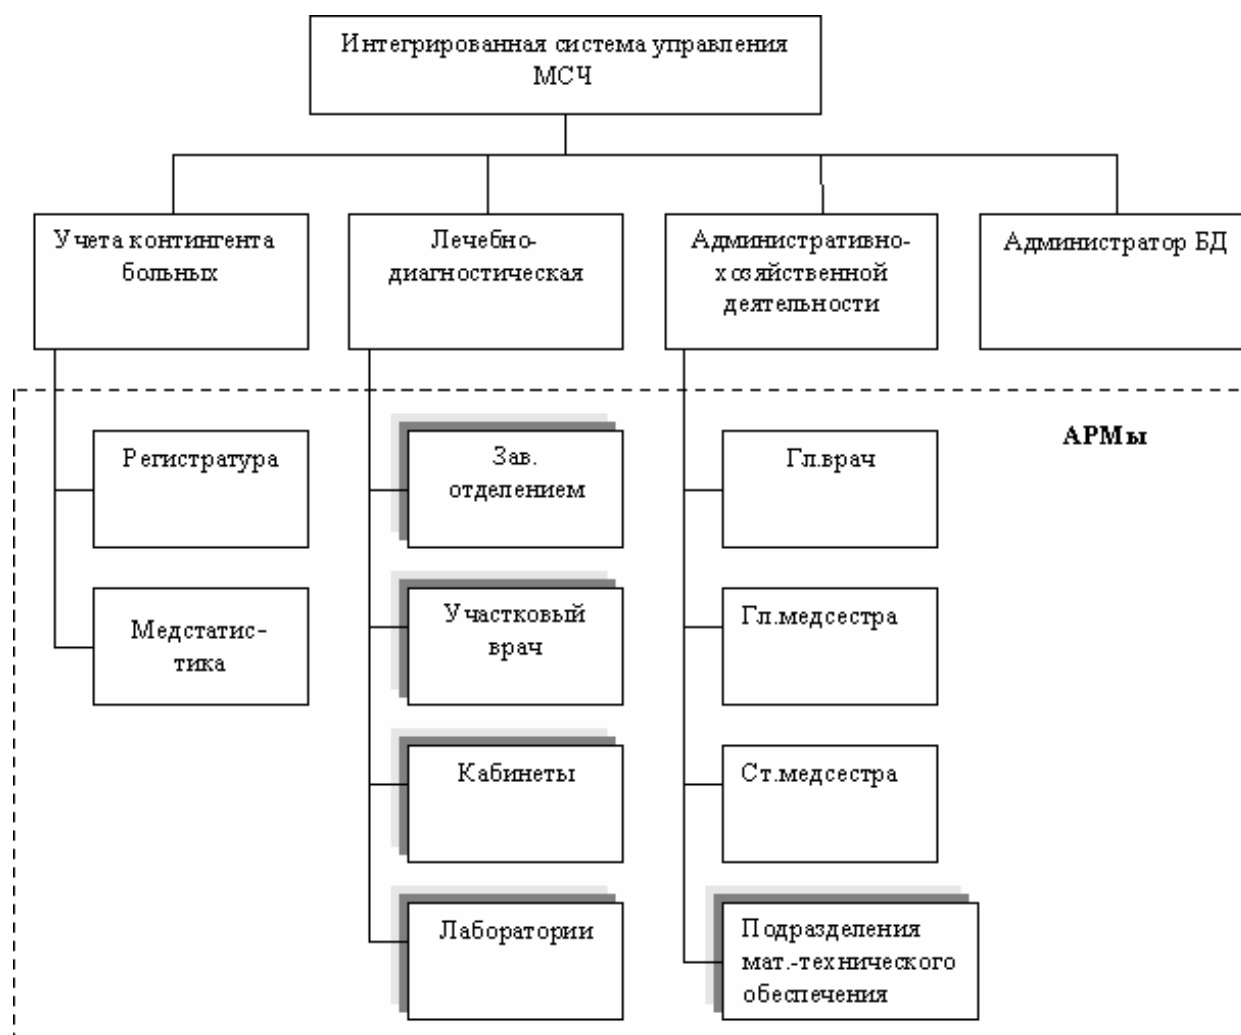 Интегрированная система управления
МСЧ
Учета контингента
больных
Лечебно-
диагностическая
Административно-
хозяйственной
деятельности
Администратор БД
АРМы
Регистратура
Зав.
отделением
Гл.врач
Медстатис-
тика
Участковый
врач
Гл.медсестра
Кабинеты
Ст.медсестра
Лаборатории
Подразделения
мат.-технического
обеспечения